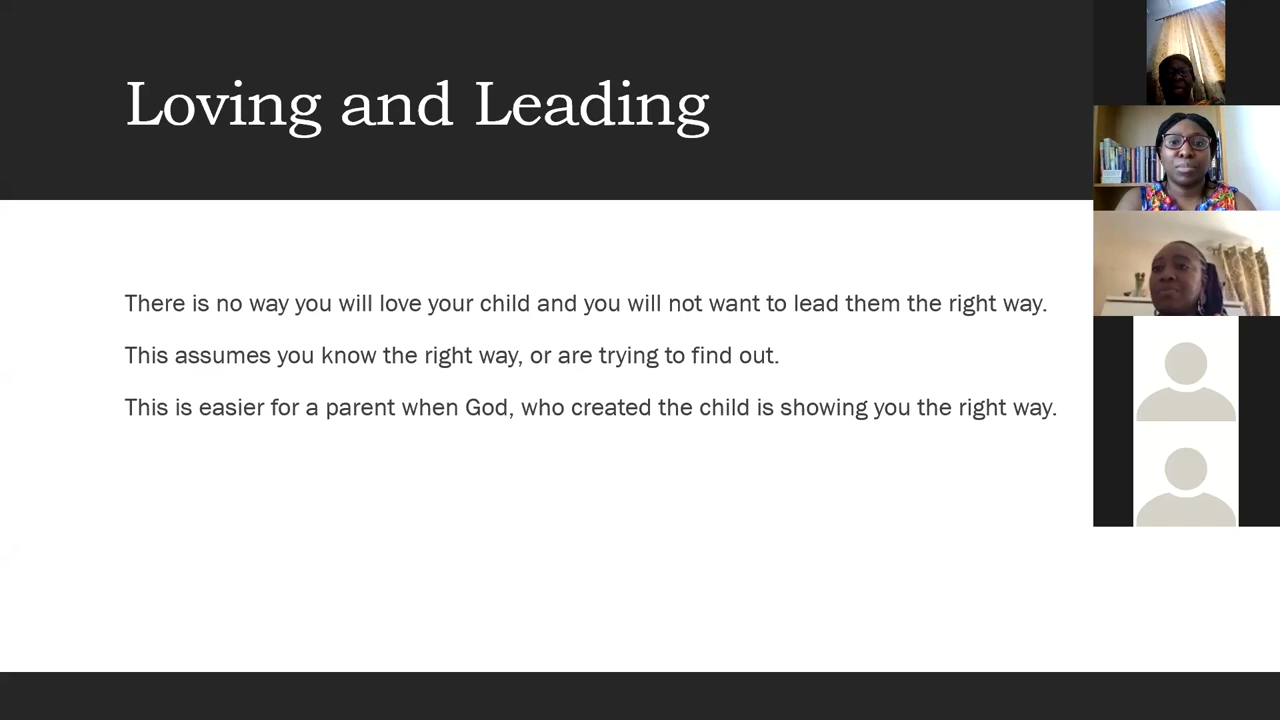 Loving and Leading
There is no way you will love your child and you will not want to lead them the right way.
This assumes you know the right way, or are trying to find out.
This is easier for a parent when God, who created the child is showing you the right way.